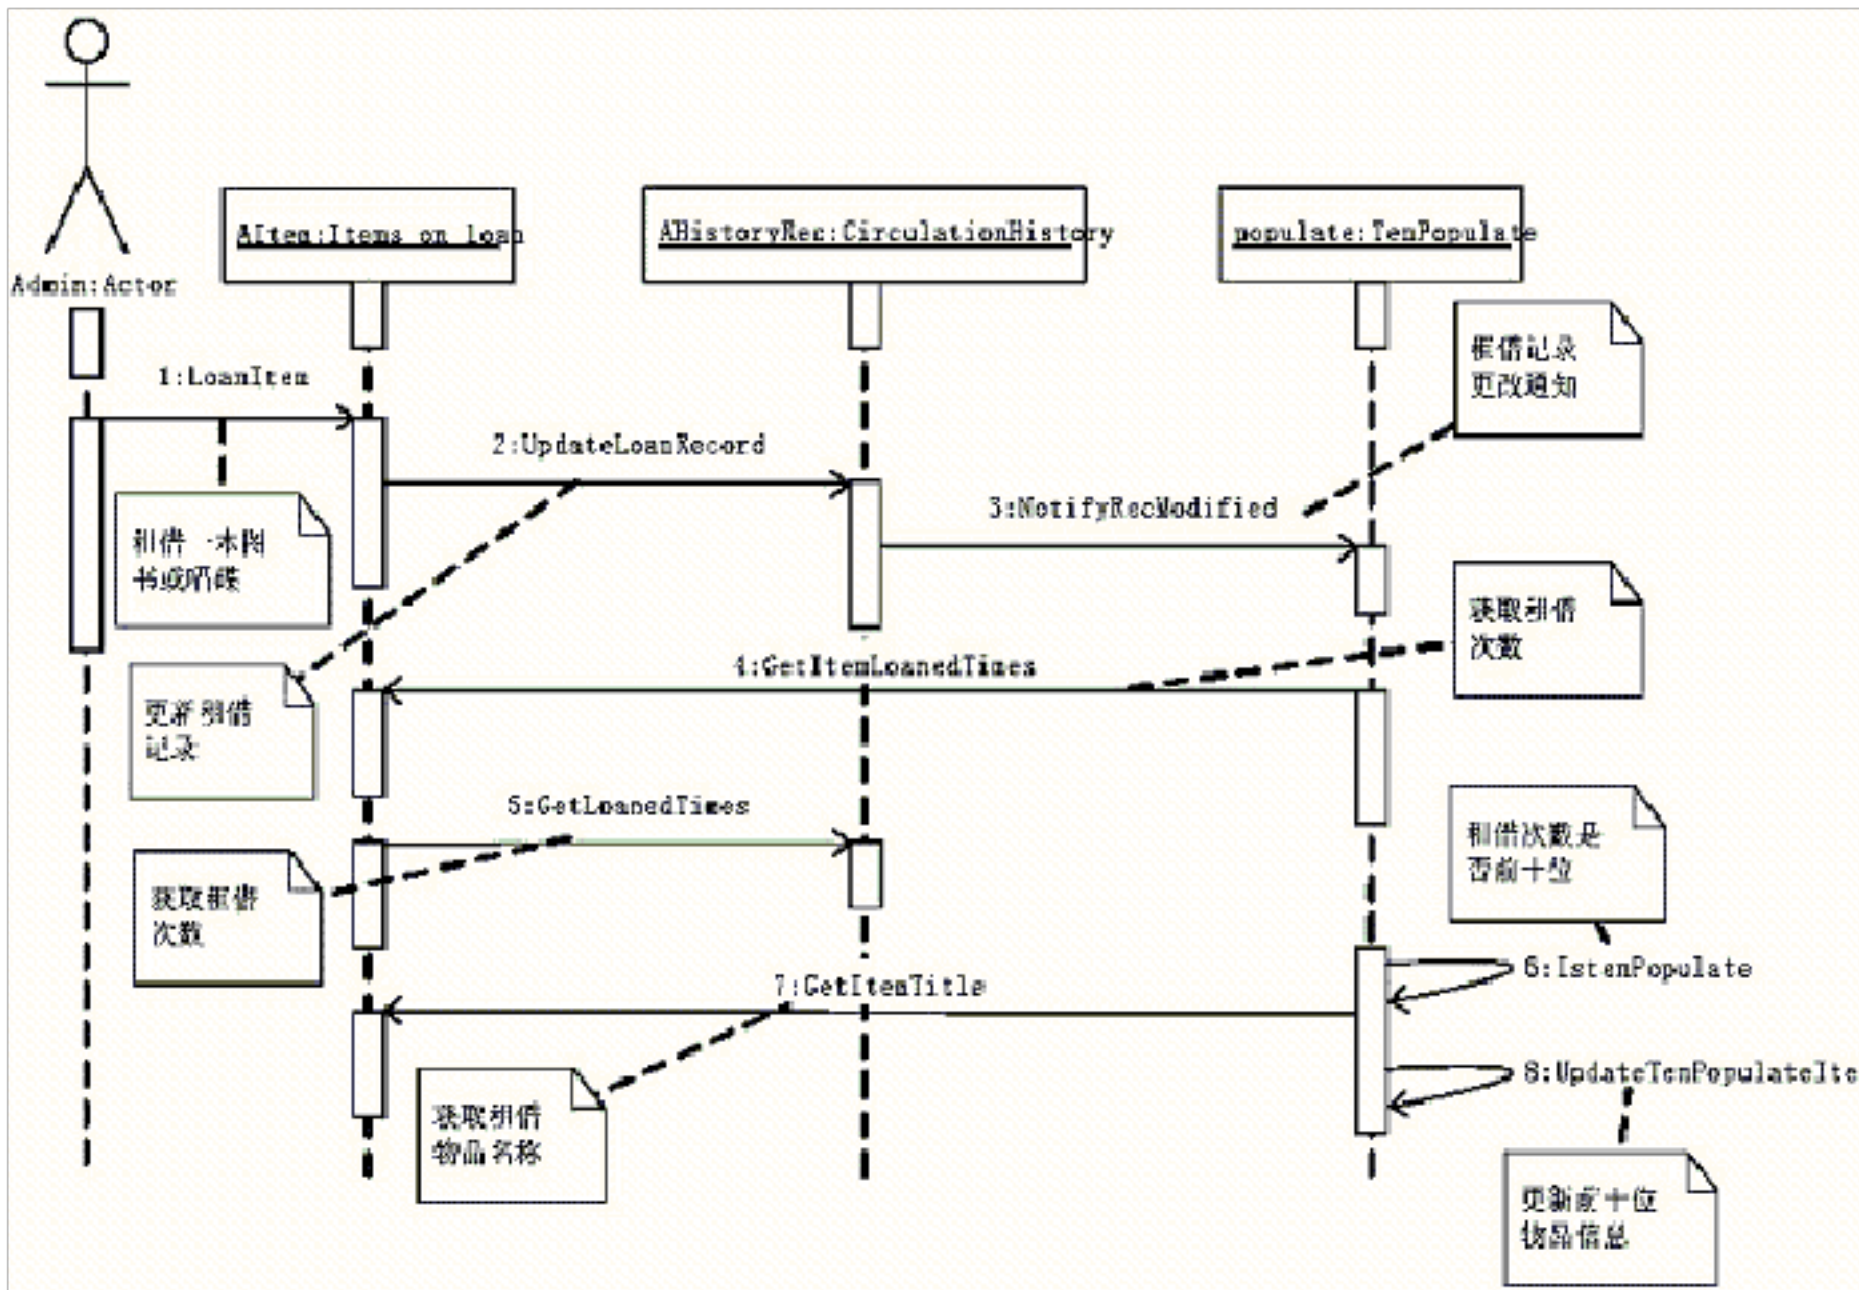 AItem:Items on loan
AHistoryRec:CirculationHistory
populate:TenPopulate
Admin:Actor
租借记录
更改通知
1:LoanItem
2:UpdateLoanRecord
3:NotifyRecModified
租借一本图
书或唱碟
获取租借
次数
4:GetItemLoanedTimes
更新租借
记录
5:GetLoanedTimes
租借次数是
否前十位
获取租借
次数
6:IstenPopulate
7:GetItemTitle
8:UpdateTenPopulateIte
获取租借
物品名称
更新前十位
物品信息